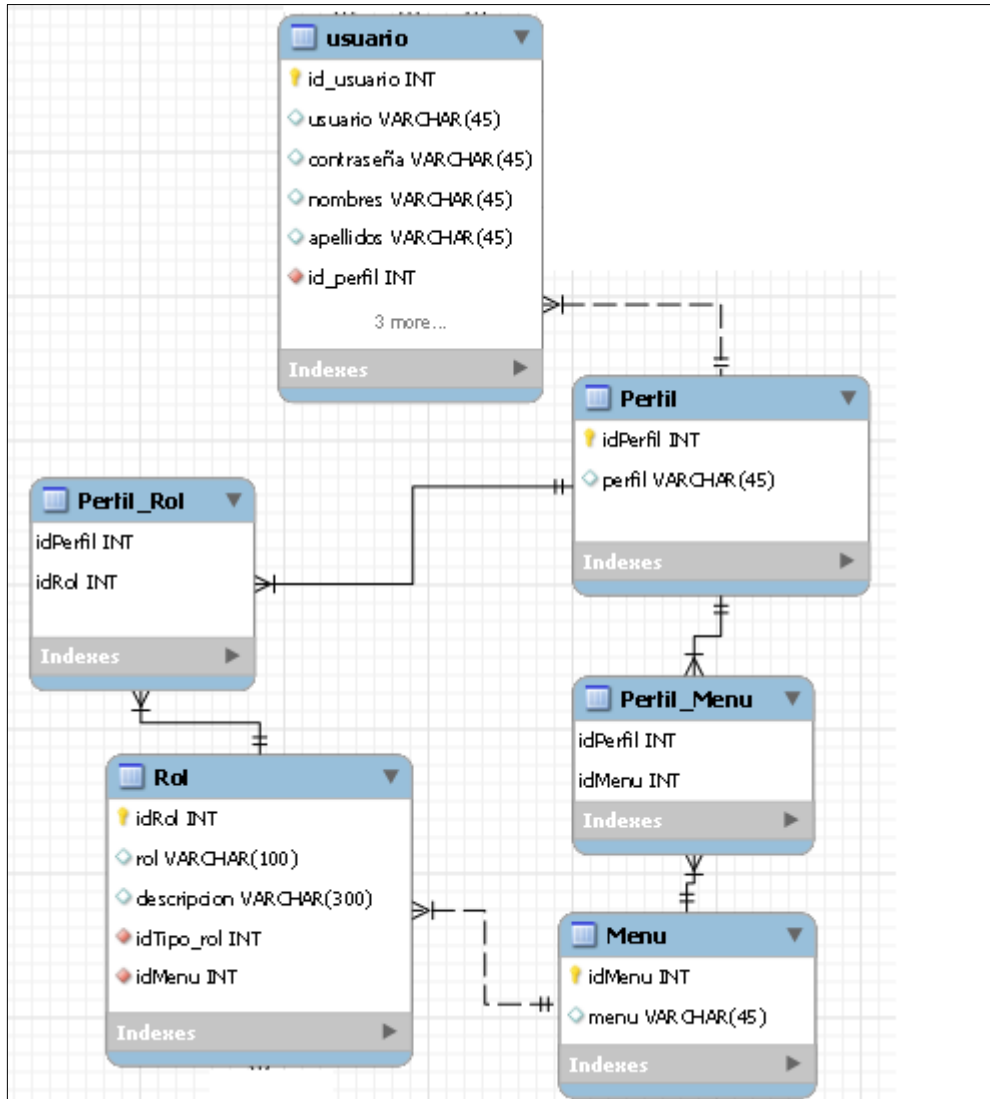 usuario
id_usuario INT
usuario VARCHAR(45)
contraseña VARCHAR(45)
nombres VARCHAR(45)
apellidos VARCHAR(45)
id_perfil INT
3 more...
Indexes
Perfil
idPerfil INT
perfil VARCHAR(45)
Indexes
Perfil_Rol
idPerfil INT
idRol INT
Indexes
Perfil_Menu
idPerfil INT
idMenu INT
Indexes
Rol
idRol INT
rol VARCHAR(100)
descripcion VARCHAR(300)
idTipo_rol INT
idMenu INT
Indexes
Menu
idMenu INT
menu VARCHAR(45)
Indexes